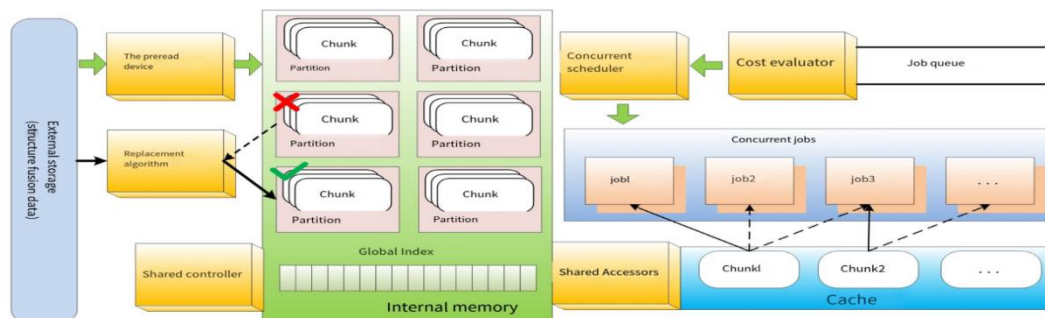 External storage
(structure fusion data)
The preread
device
Replacement
algorithm
Shared controller
Chunk
Partition
Chunk
Partition
Chunk
Partition
Chunk
Partition
Chunk
Partition
Chunk
Partition
Global Index
Internal memory
Concurrent
scheduler
Cost evaluator
Job queue
Concurrent jobs
jobl
job2
job3
...
Shared Accessors
Chunkl
Chunk2
...
Cache